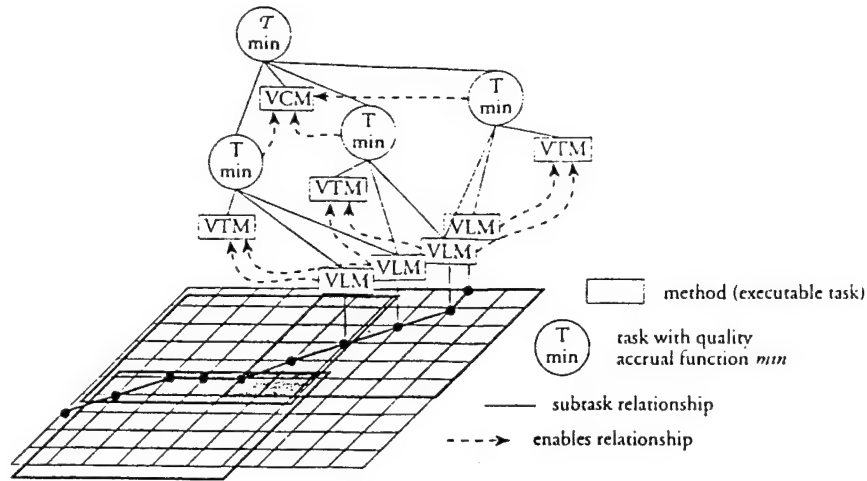 T
min
T
min
VCM
T
min
T
min
VTM
VTM
VTM
VLM
VLM
VLM
VLM
method (executable task)
T
min
task with quality
accrual function min
subtask relationship
enables relationship